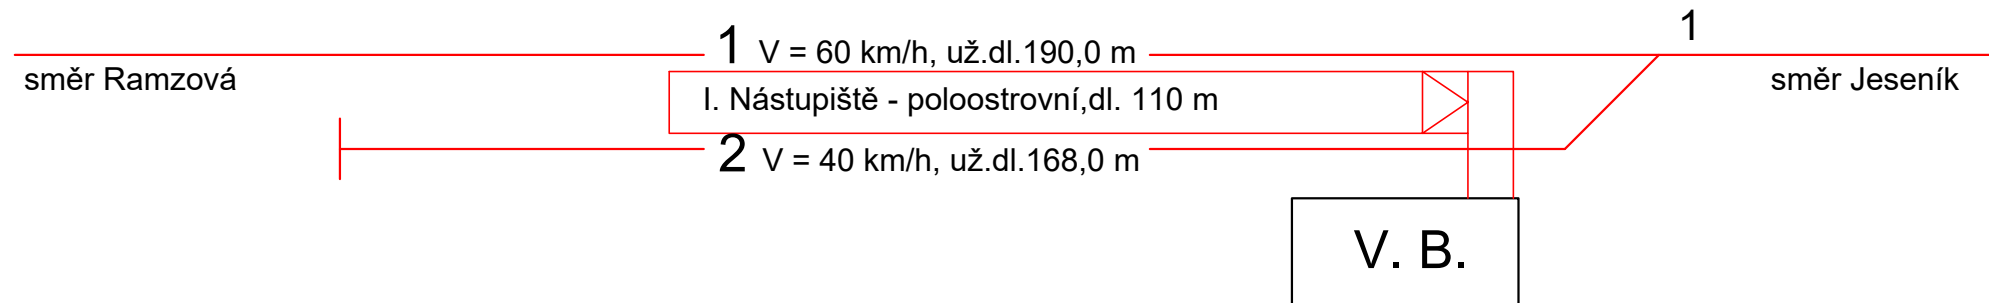 1
1 V = 60 km/h, už.dl.190,0 m
směr Ramzová
směr Jeseník
I. Nástupiště - poloostrovní,dl. 110 m
2 V = 40 km/h, už.dl.168,0 m
V. B.